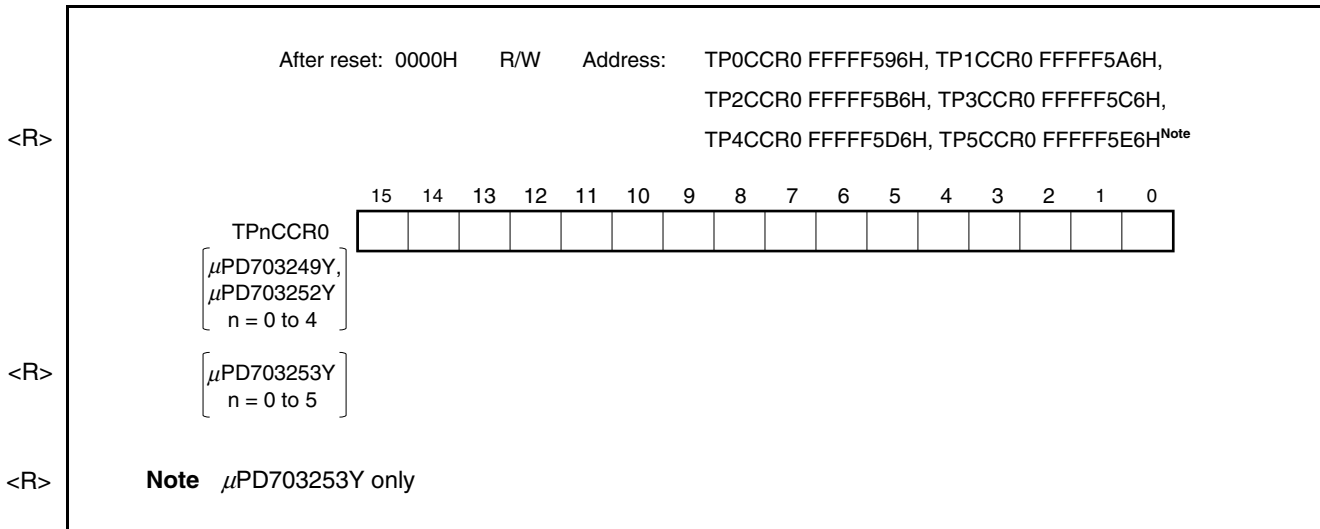 After reset: 0000H R/W Address: TP0CCR0 FFFFF596H, TP1CCR0 FFFFF5A6H,
TP2CCR0 FFFFF5B6H, TP3CCR0 FFFFF5C6H,
<R> TP4CCR0 FFFFF5D6H, TP5CCR0 FFFFF5E6HNote
15 14 13 12 11 10 9 8 7 6 5 4 3 2 1 0
TPnCCR0
μPD703249Y,
μPD703252Y
n = 0 to 4
<R> μPD703253Y
n = 0 to 5
<R> Note μPD703253Y only